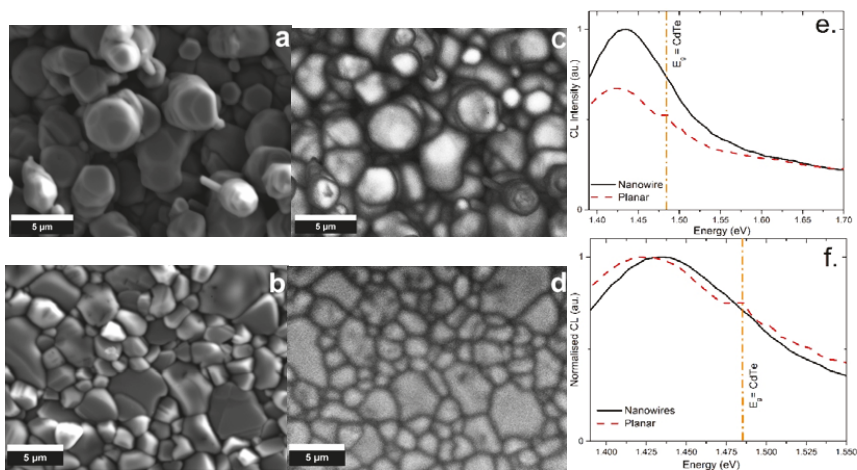 a
5 µm
c
5 µm
e.
CL Intensity (au.)
1
0
E g = CdTe
Nanowire
Planar
1.40 1.45 1.50 1.55 1.60 1.65 1.70
Energy (eV)
b
5 µm
d
5 µm
f.
Normalised CL (au.)
1
0
E g = CdTe
Nanowires
Planar
1.400 1.425 1.450 1.475 1.500 1.525 1.550
Energy (eV)